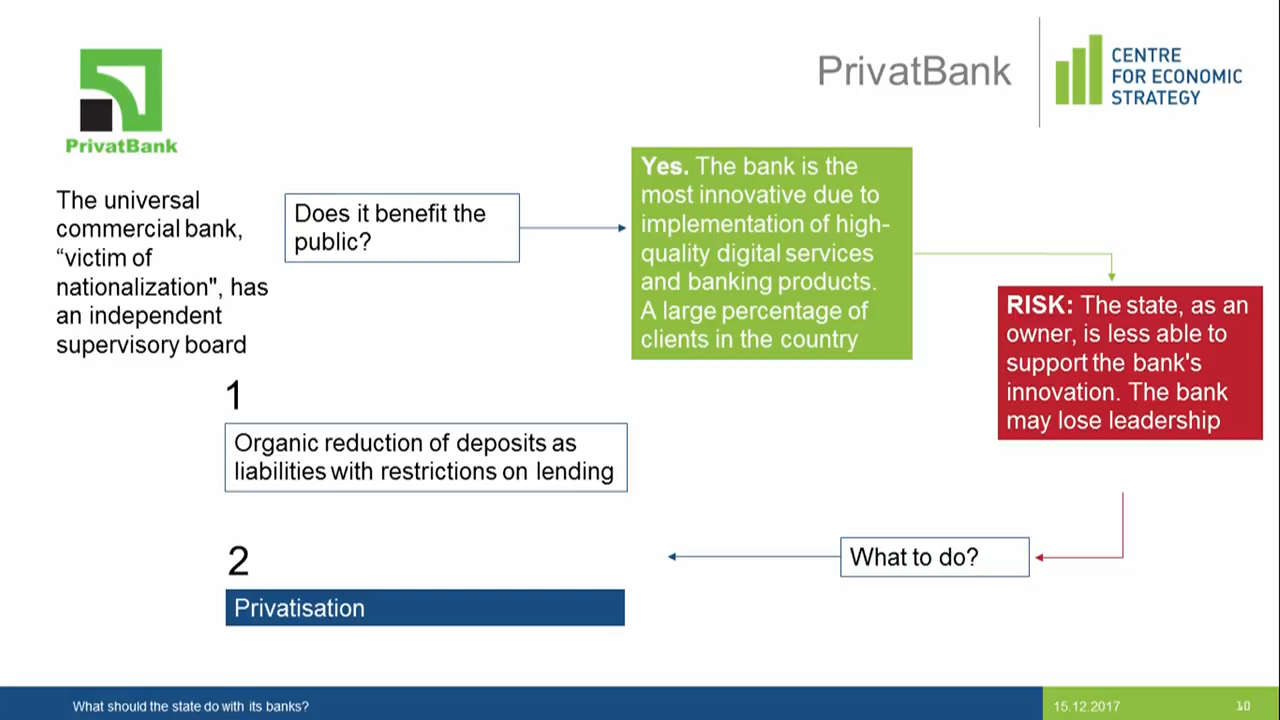 PrivatBank
CENTRE
FOR ECONOMIC
STRATEGY
PrivatBank
The universal
commercial bank,
“victim of
nationalization", has
an independent
supervisory board
Does it benefit the
public?
Yes. The bank is the
most innovative due to
implementation of high-
quality digital services
and banking products.
A large percentage of
clients in the country
RISK: The state, as an
owner, is less able to
support the bank's
innovation. The bank
may lose leadership
1
Organic reduction of deposits as
liabilities with restrictions on lending
What to do?
2
Privatisation
What should the state do with its banks?
15.12.2017
10